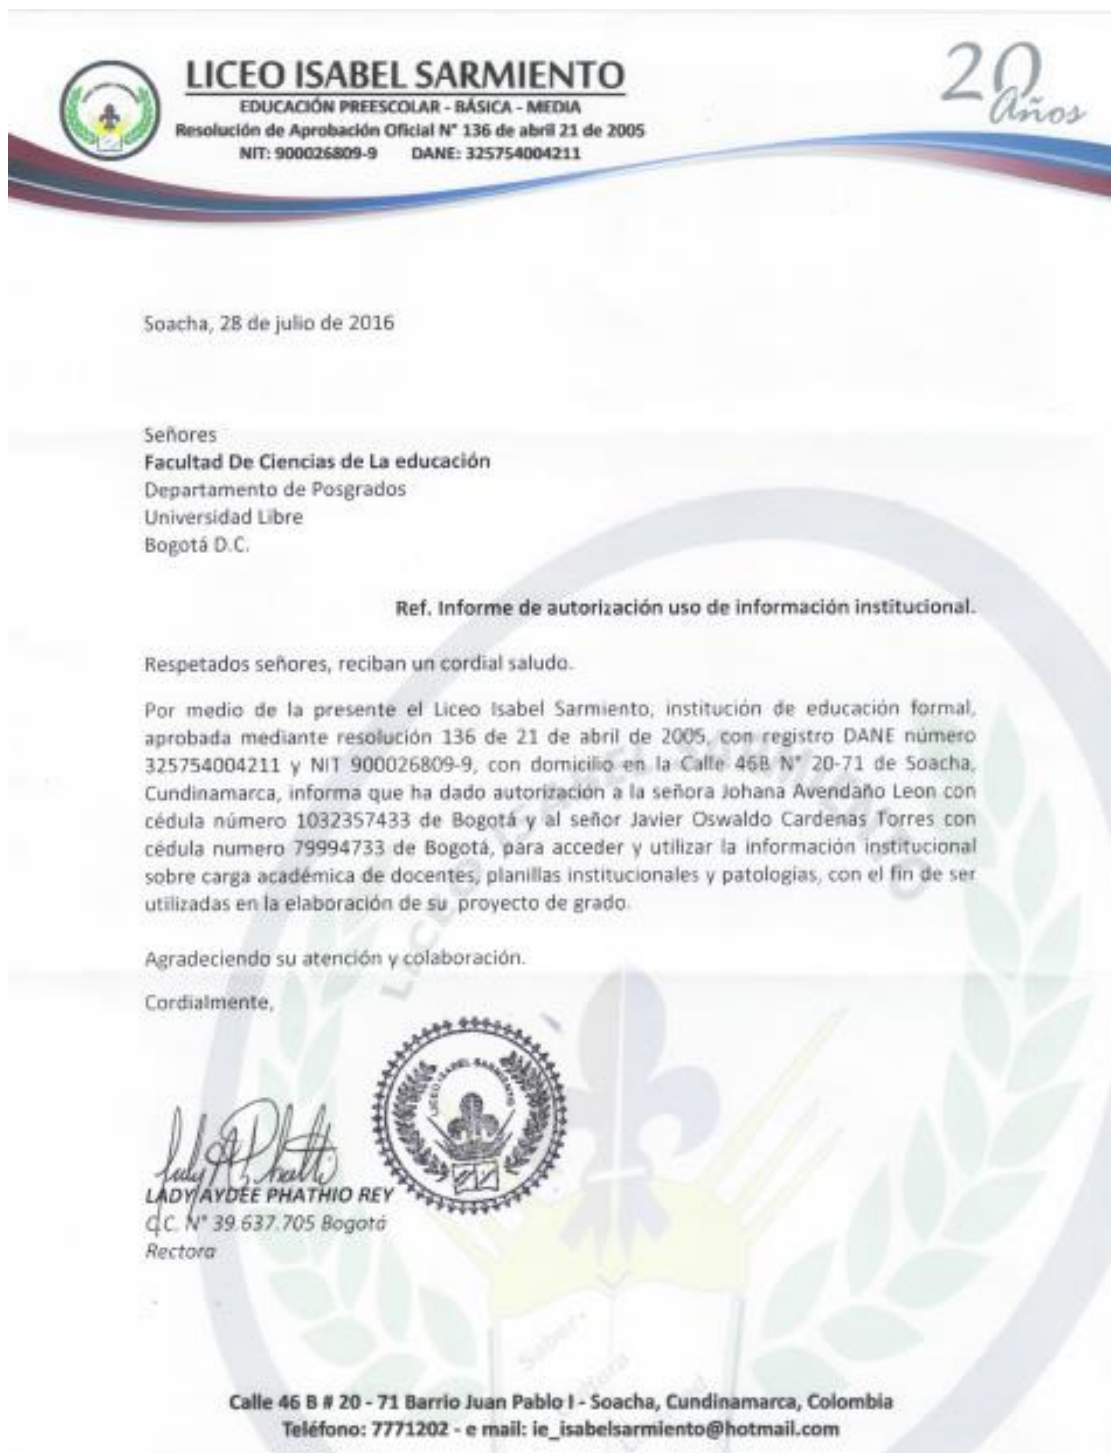 LICEO ISABEL SARMIENTO
EDUCACIÓN PREESCOLAR - BÁSICA - MEDIA
Resolución de Aprobación Oficial N° 136 de abril 21 de 2005
NIT: 900026809-9 DANE: 325754004211
20
Años
Soacha, 28 de julio de 2016
Señores
Facultad De Ciencias de La educación
Departamento de Posgrados
Universidad Libre
Bogotá D.C.
Ref. Informe de autorización uso de información institucional.
Respetados señores, reciban un cordial saludo.
Por medio de la presente el Liceo Isabel Sarmiento, institución de educación formal,
aprobada mediante resolución 136 de 21 de abril de 2005, con registro DANE número
325754004211 y NIT 900026809-9, con domicilio en la Calle 46B N° 20-71 de Soacha,
Cundinamarca, informa que ha dado autorización a la señora Johana Avendaño Leon con
cédula número 1032357433 de Bogotá y al señor Javier Oswaldo Cardenas Torres con
cédula numero 79994733 de Bogotá, para acceder y utilizar la información institucional
sobre carga académica de docentes, planillas institucionales y patologías, con el fin de ser
utilizadas en la elaboración de su proyecto de grado.
Agradeciendo su atención y colaboración.
Cordialmente,
LICEO ISABEL SARMIENTO
LADY AYDEE PHATHIO REY
C.C. N° 39.637.705 Bogotá
Rectora
LICEO ISABEL SARMIENTO
Saber
Calle 46 B # 20 - 71 Barrio Juan Pablo I - Soacha, Cundinamarca, Colombia
Teléfono: 7771202 - e mail: ie_isabelsarmiento@hotmail.com